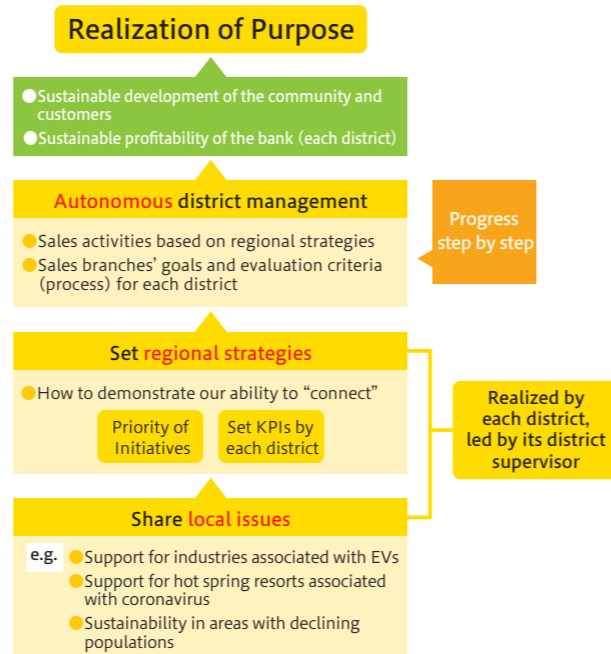 Realization of Purpose
●Sustainable development of the community and
customers
●Sustainable profitability of the bank (each district)
Autonomous district management
●Sales activities based on regional strategies
●Sales branches’ goals and evaluation criteria
(process) for each district
Progress
step by step
Set regional strategies
●How to demonstrate our ability to “connect”
Priority of
Initiatives
Set KPIs by
each district
Realized by
each district,
led by its district
supervisor
Share local issues
e.g.
●Support for industries associated with EVs
●Support for hot spring resorts associated
with coronavirus
●Sustainability in areas with declining
populations